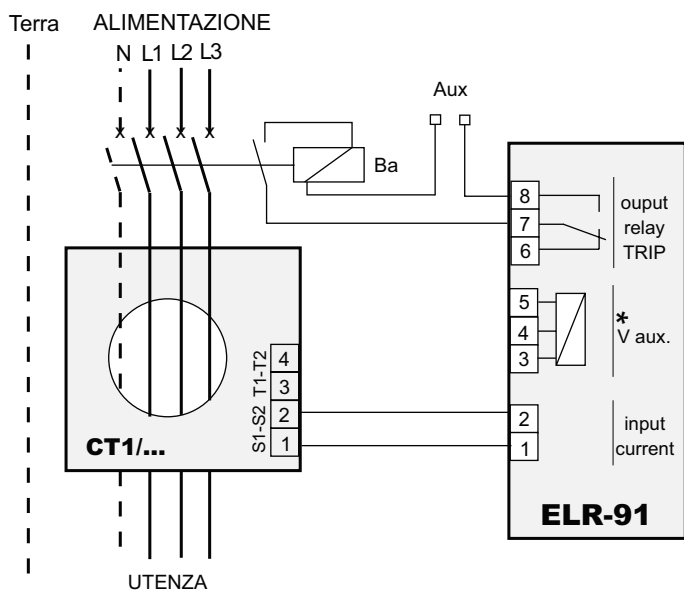 Terra
ALIMENTAZIONE
N L1 L2 L3
Aux
Ba
8
7
6
ouput
relay
TRIP
5
4
3
*
V aux.
4
3
2
1
T1-T2
S1-S2
CT1/...
2
1
input
current
ELR-91
UTENZA